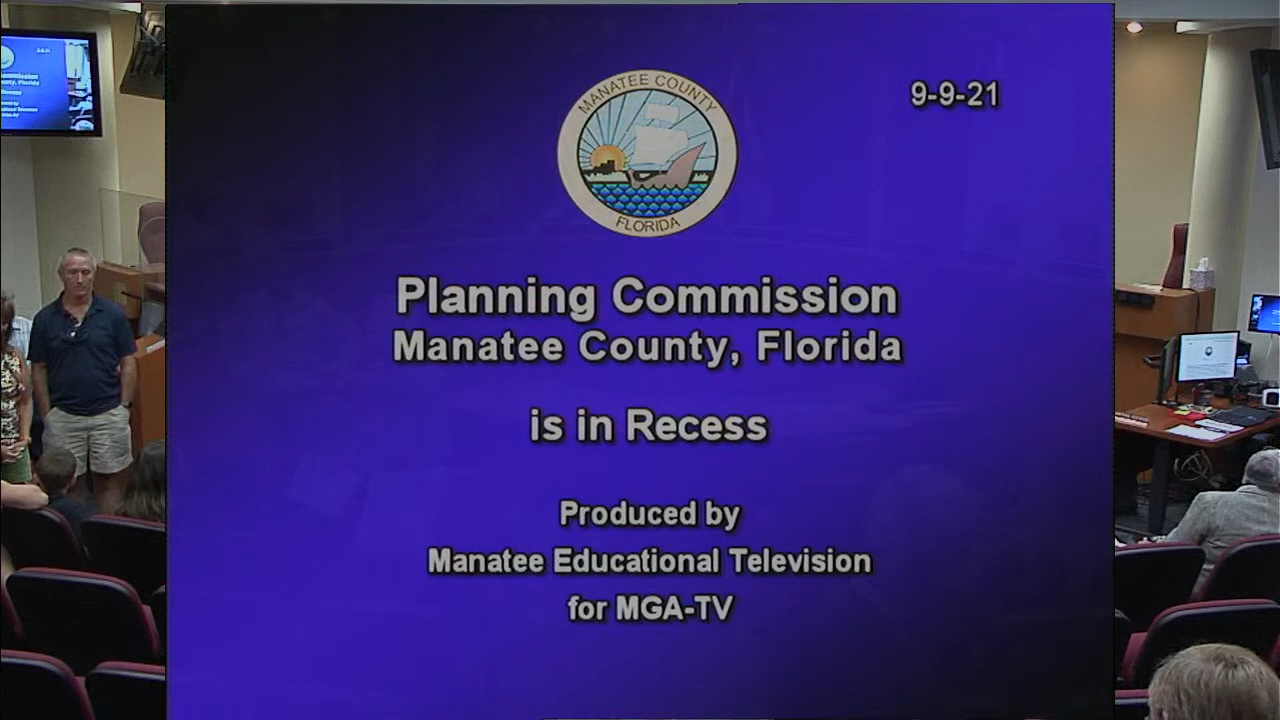 MANATEE COUNTY
FLORIDA
9-9-21
Planning Commission
Manatee County, Florida
is in Recess
Produced by
Manatee Educational Television
for MGA-TV